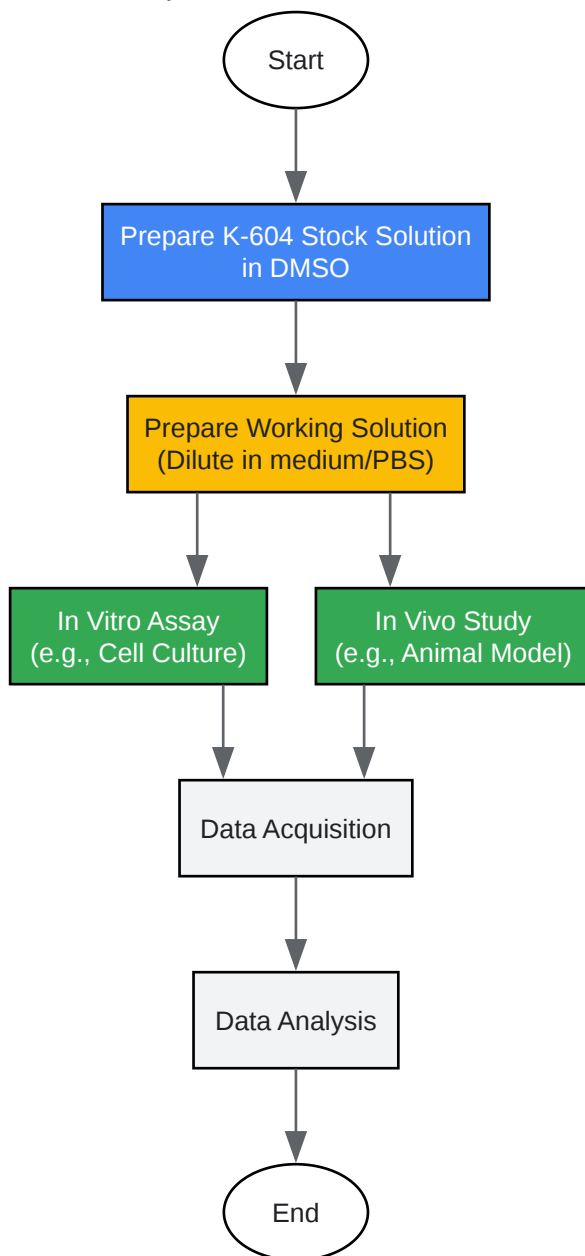 Start
Prepare K-604 Stock Solution
in DMSO
Prepare Working Solution
(Dilute in medium/PBS)
In Vitro Assay
(e.g., Cell Culture)
In Vivo Study
(e.g., Animal Model)
Data Acquisition
Data Analysis
End